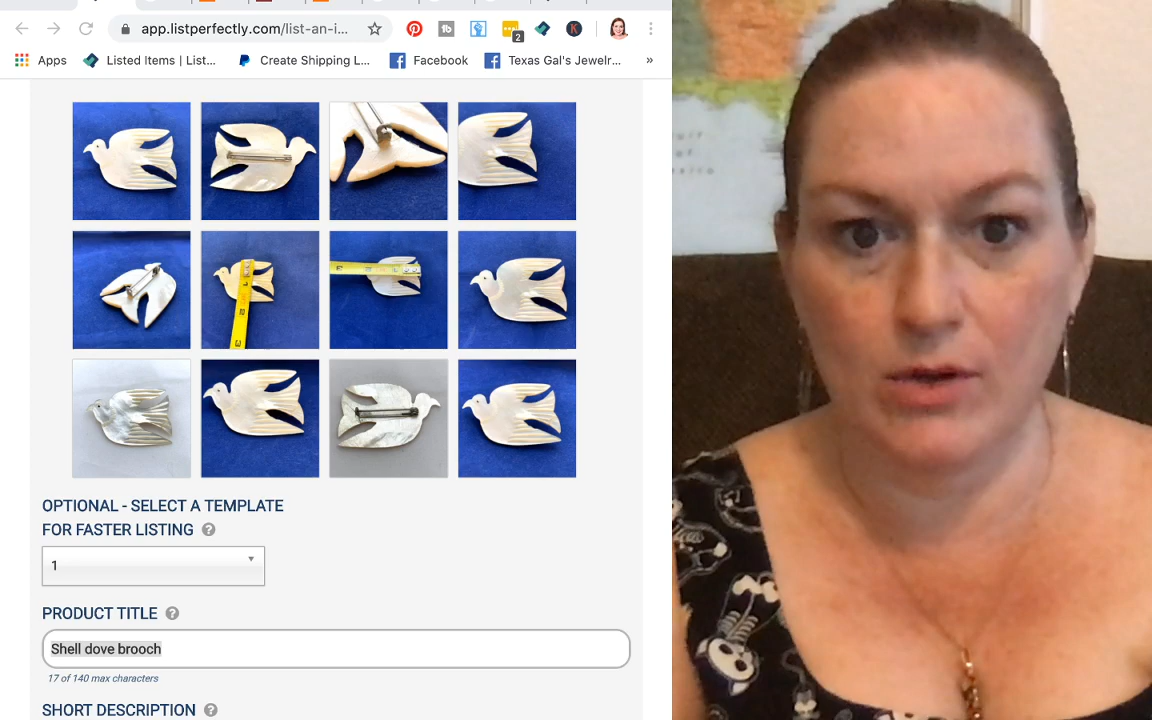 app.listperfectly.com/list-an-i...
2
Apps
Listed Items | List...
Create Shipping L...
Facebook
Texas Gal's Jewelr...
»
OPTIONAL - SELECT A TEMPLATE
FOR FASTER LISTING ?
1
PRODUCT TITLE ?
Shell dove brooch
17 of 140 max characters
SHORT DESCRIPTION ?